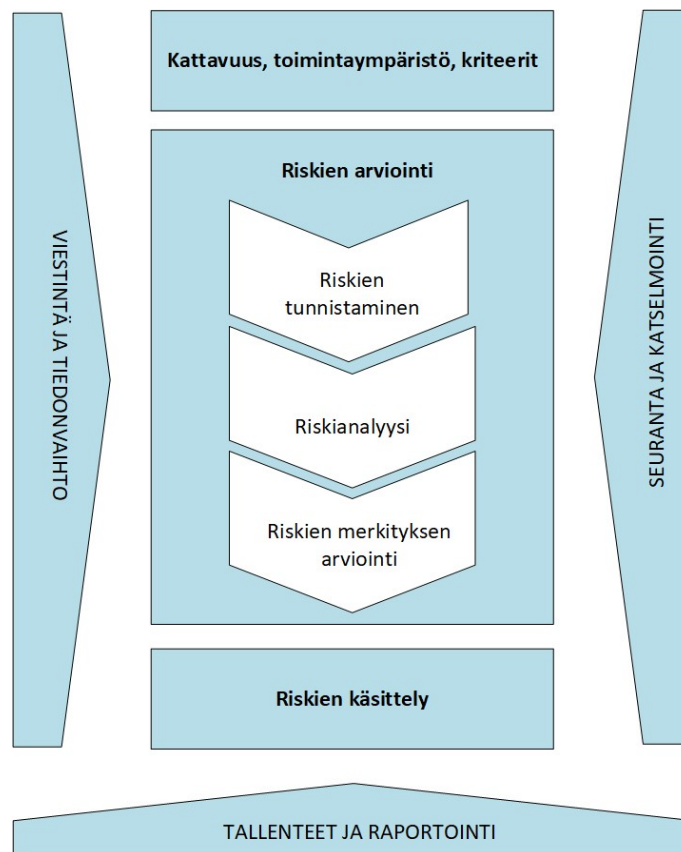 Kattavuus, toimintaympäristö, kriteerit
Riskien arviointi
Riskien
tunnistaminen
Riskianalyysi
Riskien merkityksen
arviointi
Riskien käsittely
VIESTINTÄ JA TIEDONVAIHTO
SEURANTA JA KATSELMOINTI
TALLENTEET JA RAPORTOINTI